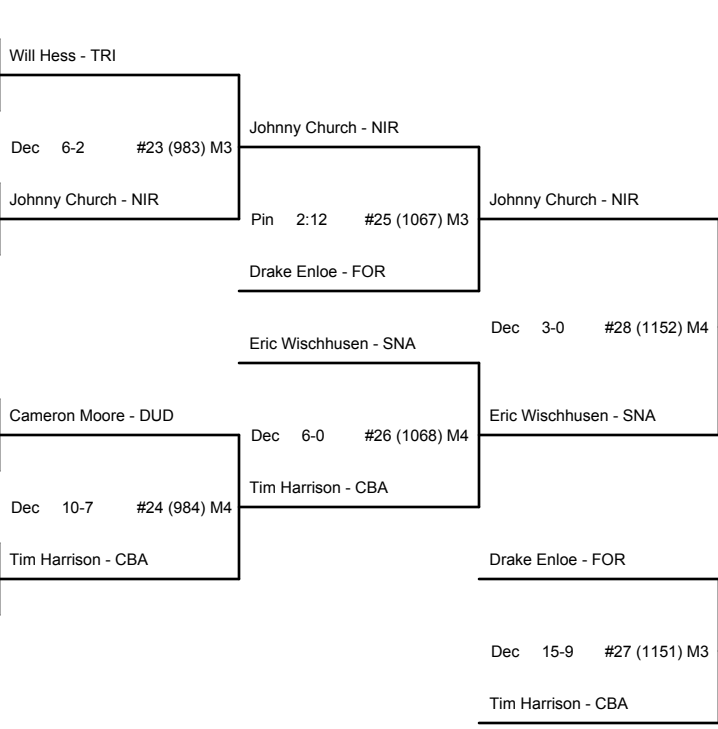 Will Hess - TRI
Johnny Church - NIR
Dec 6-2 #23 (983) M3
Johnny Church - NIR
Johnny Church - NIR
Pin 2:12 #25 (1067) M3
Drake Enloe - FOR
Dec 3-0 #28 (1152) M4
Eric Wischhusen - SNA
Cameron Moore - DUD
Eric Wischhusen - SNA
Dec 6-0 #26 (1068) M4
Tim Harrison - CBA
Dec 10-7 #24 (984) M4
Tim Harrison - CBA
Drake Enloe - FOR
Dec 15-9 #27 (1151) M3
Tim Harrison - CBA